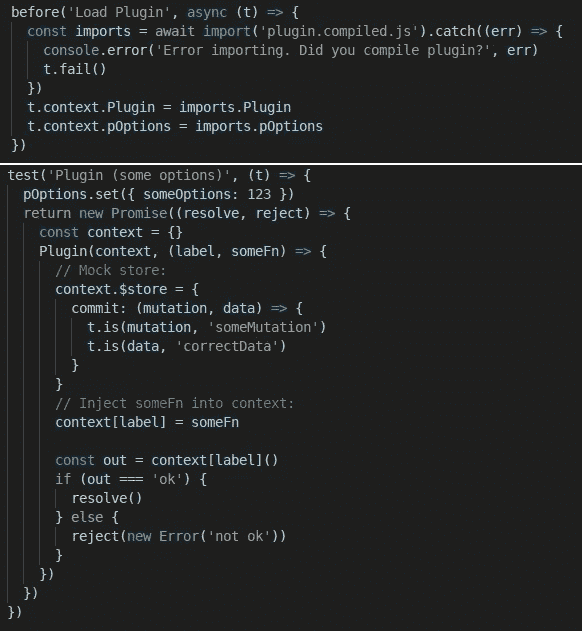 before('Load Plugin', async (t) => {
  const imports = await import('plugin.compiled.js').catch((err) => {
    console.error('Error importing. Did you compile plugin?', err)
    t.fail()
  })
  t.context.Plugin = imports.Plugin
  t.context.pOptions = imports.pOptions
})
test('Plugin (some options)', (t) => {
  pOptions.set({ someOptions: 123 })
  return new Promise((resolve, reject) => {
    const context = {}
    Plugin(context, (label, someFn) => {
      // Mock store:
      context.$store = {
        commit: (mutation, data) => {
          t.is(mutation, 'someMutation')
          t.is(data, 'correctData')
        }
      }
      // Inject someFn into context:
      context[label] = someFn

      const out = context[label]()
      if (out === 'ok') {
        resolve()
      } else {
        reject(new Error('not ok'))
      }
    })
  })
})